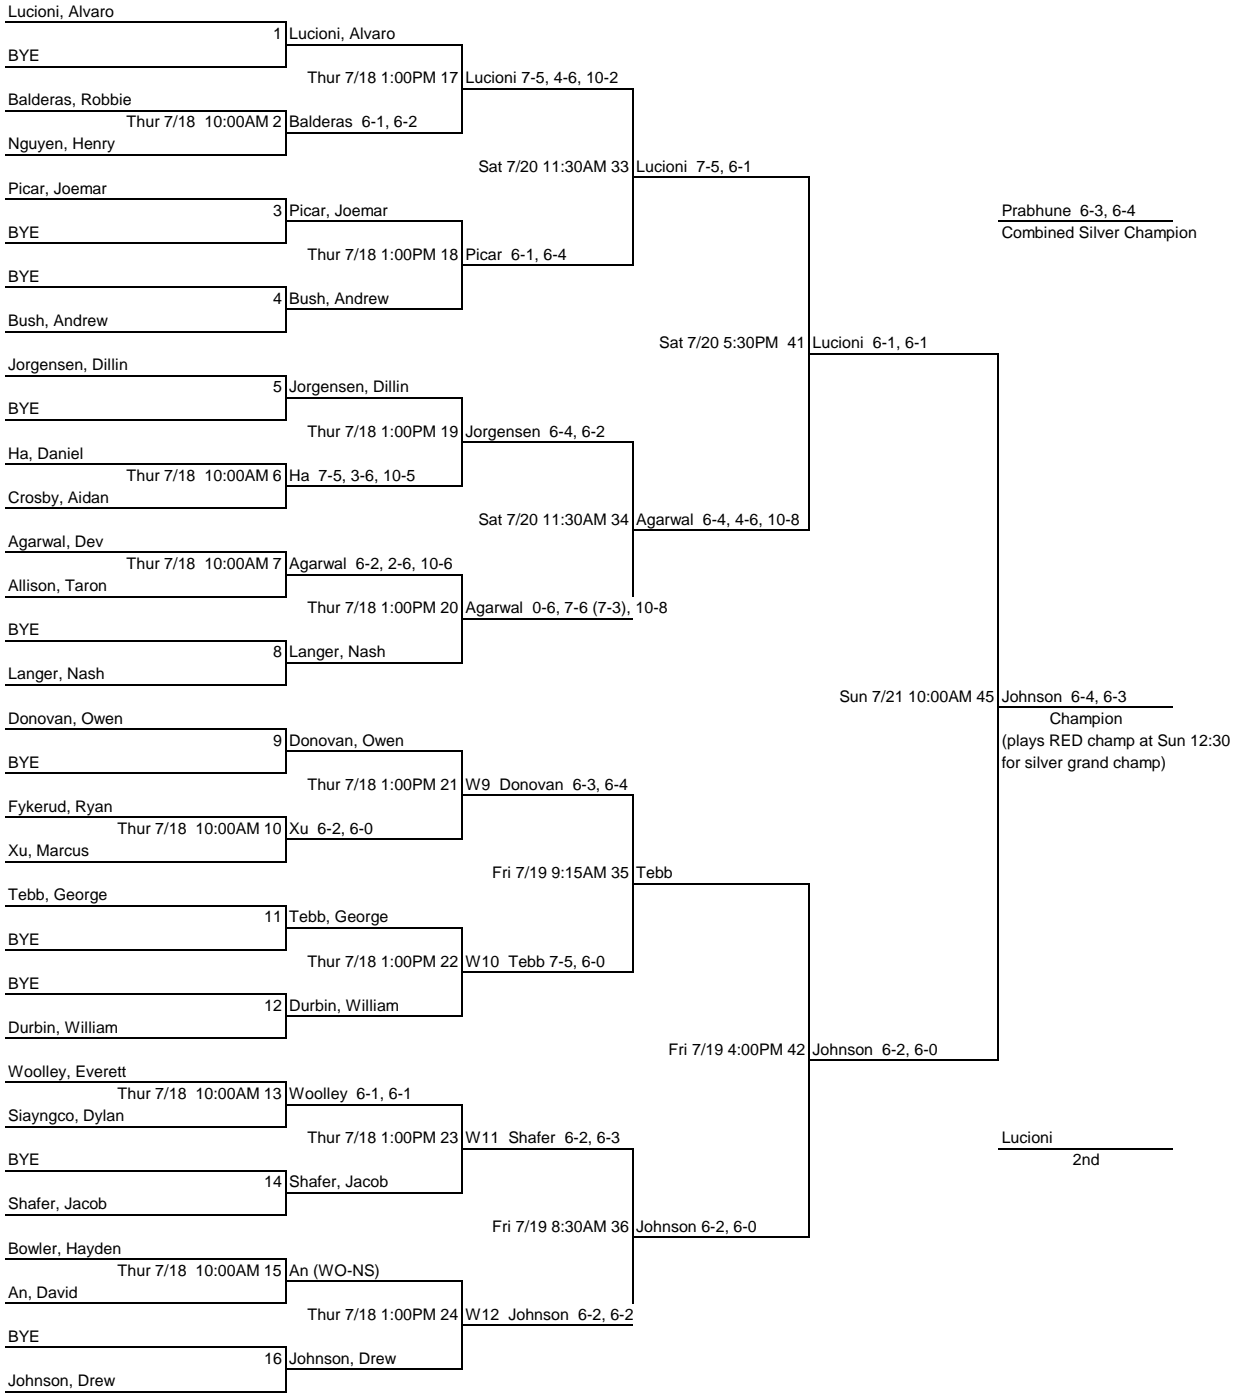 Lucioni, Alvaro
1 Lucioni, Alvaro
BYE
Thur 7/18 1:00PM 17 Lucioni 7-5, 4-6, 10-2
Balderas, Robbie
Thur 7/18 10:00AM 2 Balderas 6-1, 6-2
Nguyen, Henry
Sat 7/20 11:30AM 33 Lucioni 7-5, 6-1
Picar, Joemar
3 Picar, Joemar
Prabhune 6-3, 6-4
BYE
Combined Silver Champion
Thur 7/18 1:00PM 18 Picar 6-1, 6-4
BYE
4 Bush, Andrew
Bush, Andrew
Sat 7/20 5:30PM 41 Lucioni 6-1, 6-1
Jorgensen, Dillin
5 Jorgensen, Dillin
BYE
Thur 7/18 1:00PM 19 Jorgensen 6-4, 6-2
Ha, Daniel
Thur 7/18 10:00AM 6 Ha 7-5, 3-6, 10-5
Crosby, Aidan
Sat 7/20 11:30AM 34 Agarwal 6-4, 4-6, 10-8
Agarwal, Dev
Thur 7/18 10:00AM 7 Agarwal 6-2, 2-6, 10-6
Allison, Taron
Thur 7/18 1:00PM 20 Agarwal 0-6, 7-6 (7-3), 10-8
BYE
8 Langer, Nash
Langer, Nash
Sun 7/21 10:00AM 45 Johnson 6-4, 6-3
Donovan, Owen
Champion
9 Donovan, Owen
(plays RED champ at Sun 12:30
BYE
for silver grand champ)
Thur 7/18 1:00PM 21 W9 Donovan 6-3, 6-4
Fykerud, Ryan
Thur 7/18 10:00AM 10 Xu 6-2, 6-0
Xu, Marcus
Fri 7/19 9:15AM 35 Tebb
Tebb, George
11 Tebb, George
BYE
Thur 7/18 1:00PM 22 W10 Tebb 7-5, 6-0
BYE
12 Durbin, William
Durbin, William
Fri 7/19 4:00PM 42 Johnson 6-2, 6-0
Woolley, Everett
Thur 7/18 10:00AM 13 Woolley 6-1, 6-1
Siayngco, Dylan
Thur 7/18 1:00PM 23 W11 Shafer 6-2, 6-3
Lucioni
BYE
2nd
14 Shafer, Jacob
Shafer, Jacob
Fri 7/19 8:30AM 36 Johnson 6-2, 6-0
Bowler, Hayden
Thur 7/18 10:00AM 15 An (WO-NS)
An, David
Thur 7/18 1:00PM 24 W12 Johnson 6-2, 6-2
BYE
16 Johnson, Drew
Johnson, Drew